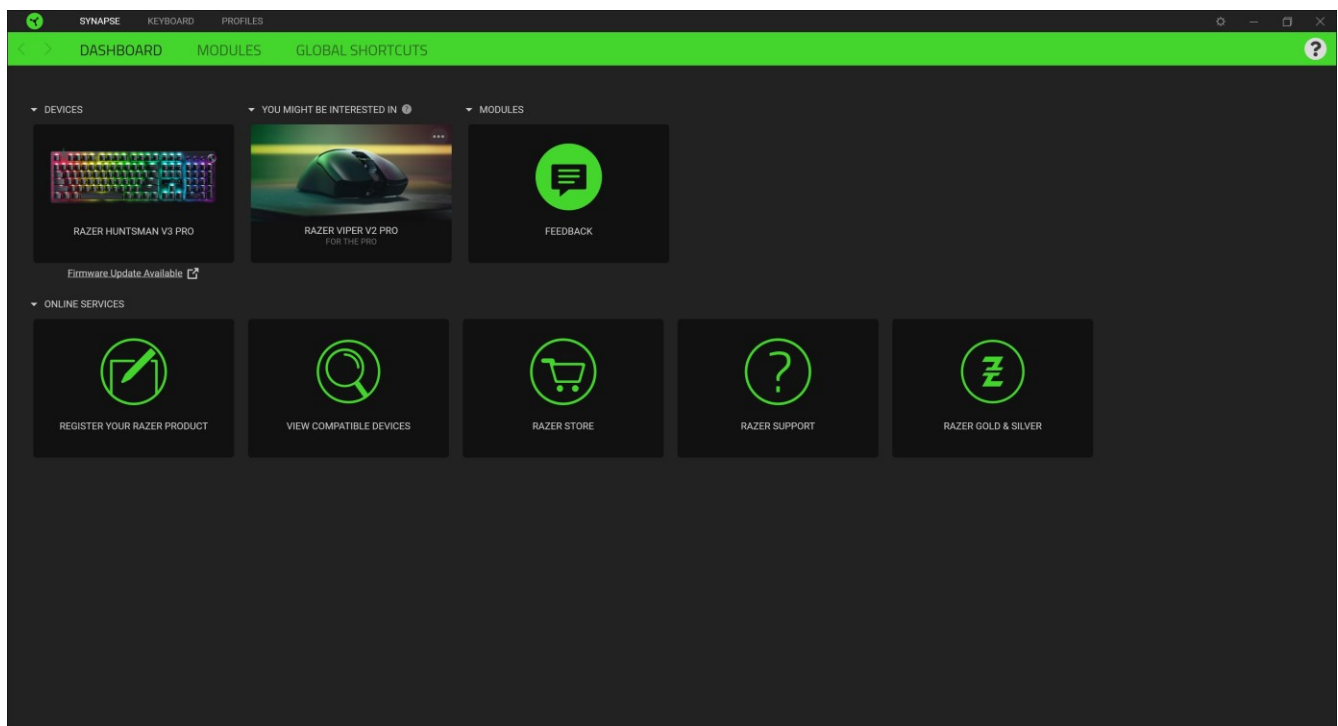 SYNAPSE KEYBOARD PROFILES
DASHBOARD MODULES GLOBAL SHORTCUTS
?
DEVICES
YOU MIGHT BE INTERESTED IN ?
MODULES
RAZER HUNTSMAN V3 PRO
RAZER VIPER V2 PRO
FOR THE PRO
FEEDBACK
Firmware Update Available
ONLINE SERVICES
REGISTER YOUR RAZER PRODUCT
VIEW COMPATIBLE DEVICES
RAZER STORE
RAZER SUPPORT
RAZER GOLD & SILVER